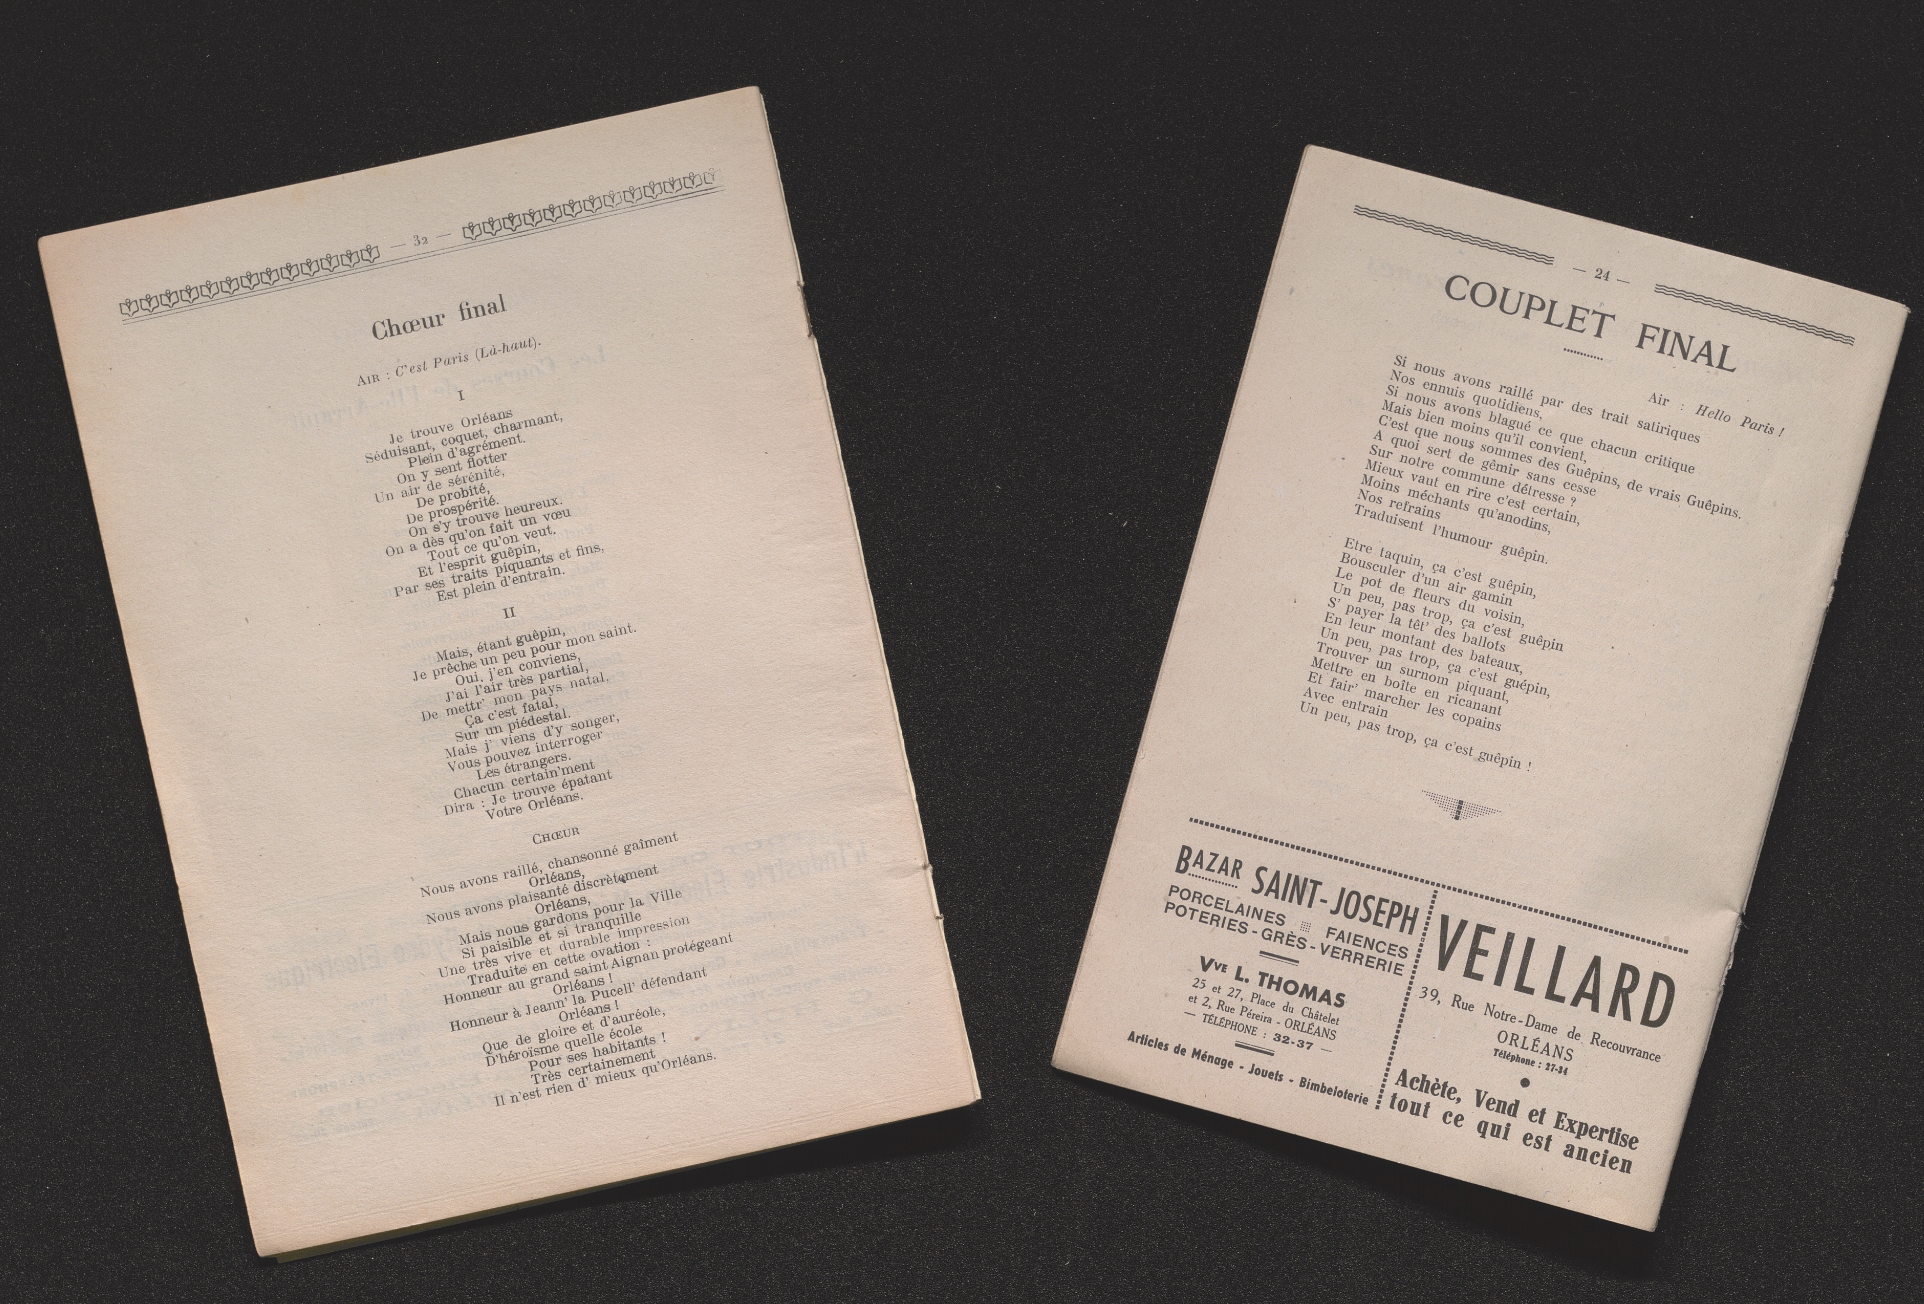 — 32 —
Chœur final
AIR : C'est Paris (Là-haut).
I
Je trouve Orléans
Séduisant, coquet, charmant,
Plein d'agrément.
On y sent flotter
Un air de sérénité,
De probité,
De prospérité.
On s'y trouve heureux.
On a dès qu'on fait un vœu
Tout ce qu'on veut.
Et l'esprit guêpin,
Par ses traits piquants et fins,
Est plein d'entrain.
II
Mais, étant guêpin,
Je prêche un peu pour mon saint.
Oui, j'en conviens,
J'ai l'air très partial,
De mettr' mon pays natal,
Ça c'est fatal,
Sur un piédestal.
Mais j' viens d'y songer,
Vous pouvez interroger
Les étrangers.
Chacun certain'ment
Dira : Je trouve épatant
Votre Orléans.
CHŒUR
Nous avons raillé, chansonné gaîment
Orléans,
Nous avons plaisanté discrètement
Orléans,
Mais nous gardons pour la Ville
Si paisible et si tranquille
Une très vive et durable impression
Traduite en cette ovation :
Honneur au grand saint Aignan protégeant
Orléans !
Honneur à Jeann' la Pucell' défendant
Orléans !
Que de gloire et d'auréole,
D'héroïsme quelle école
Pour ses habitants !
Très certainement
Il n'est rien d' mieux qu'Orléans.
— 24 —
COUPLET FINAL
Air : Hello Paris !
Si nous avons raillé par des trait satiriques
Nos ennuis quotidiens,
Si nous avons blagué ce que chacun critique
Mais bien moins qu'il convient,
C'est que nous sommes des Guêpins, de vrais Guêpins.
A quoi sert de gêmir sans cesse
Sur notre commune détresse ?
Mieux vaut en rire c'est certain,
Moins méchants qu'anodins,
Nos refrains
Traduisent l'humour guêpin.
Etre taquin, ça c'est guêpin,
Bousculer d'un air gamin
Le pot de fleurs du voisin,
Un peu, pas trop, ça c'est guêpin
S' payer la têt' des ballots
En leur montant des bateaux,
Un peu, pas trop, ça c'est guépin,
Trouver un surnom piquant,
Mettre en boîte en ricanant
Et fair' marcher les copains
Avec entrain
Un peu, pas trop, ça c'est guêpin !
BAZAR SAINT-JOSEPH
PORCELAINES FAIENCES
POTERIES - GRÈS - VERRERIE
VVE L. THOMAS
25 et 27, Place du Châtelet
et 2, Rue Péreira - ORLÉANS
— TÉLÉPHONE : 32-37 —
Articles de Ménage - Jouets - Bimbeloterie
VEILLARD
39, Rue Notre-Dame de Recouvrance
ORLÉANS
Téléphone : 27-34
Achète, Vend et Expertise
tout ce qui est ancien